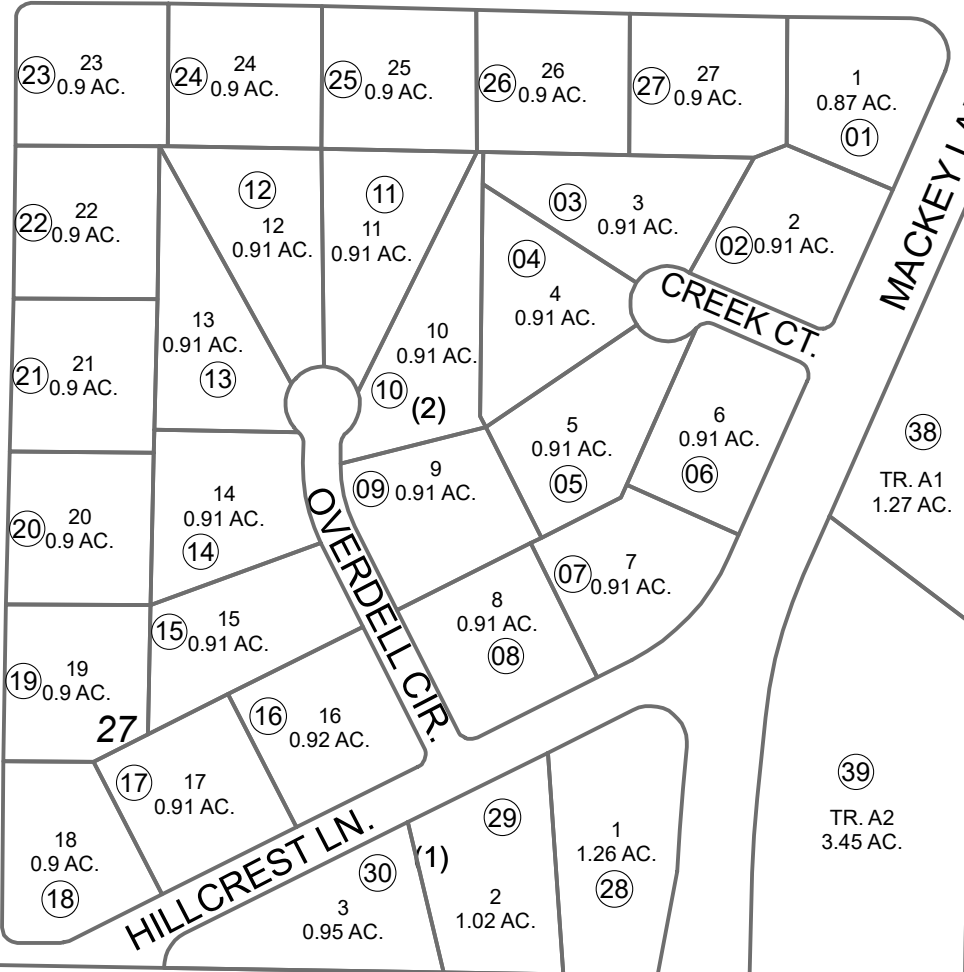 23
23
0.9 AC.
24
24
0.9 AC.
25
25
0.9 AC.
26
26
0.9 AC.
27
27
0.9 AC.
1
0.87 AC.
01
MACKEY
22
22
0.9 AC.
12
12
0.91 AC.
11
11
0.91 AC.
03
3
0.91 AC.
02
2
0.91 AC.
04
4
0.91 AC.
CREEK CT.
21
21
0.9 AC.
13
0.91 AC.
13
10
0.91 AC.
10
(2)
5
0.91 AC.
05
6
0.91 AC.
06
38
TR. A1
1.27 AC.
20
20
0.9 AC.
14
0.91 AC.
14
OVERDELL CIR.
09
9
0.91 AC.
07
7
0.91 AC.
8
0.91 AC.
08
19
19
0.9 AC.
15
15
0.91 AC.
27
16
16
0.92 AC.
17
17
0.91 AC.
18
0.9 AC.
18
HILLCREST LN.
39
TR. A2
3.45 AC.
29
2
1.02 AC.
1
1.26 AC.
28
(1)
30
3
0.95 AC.